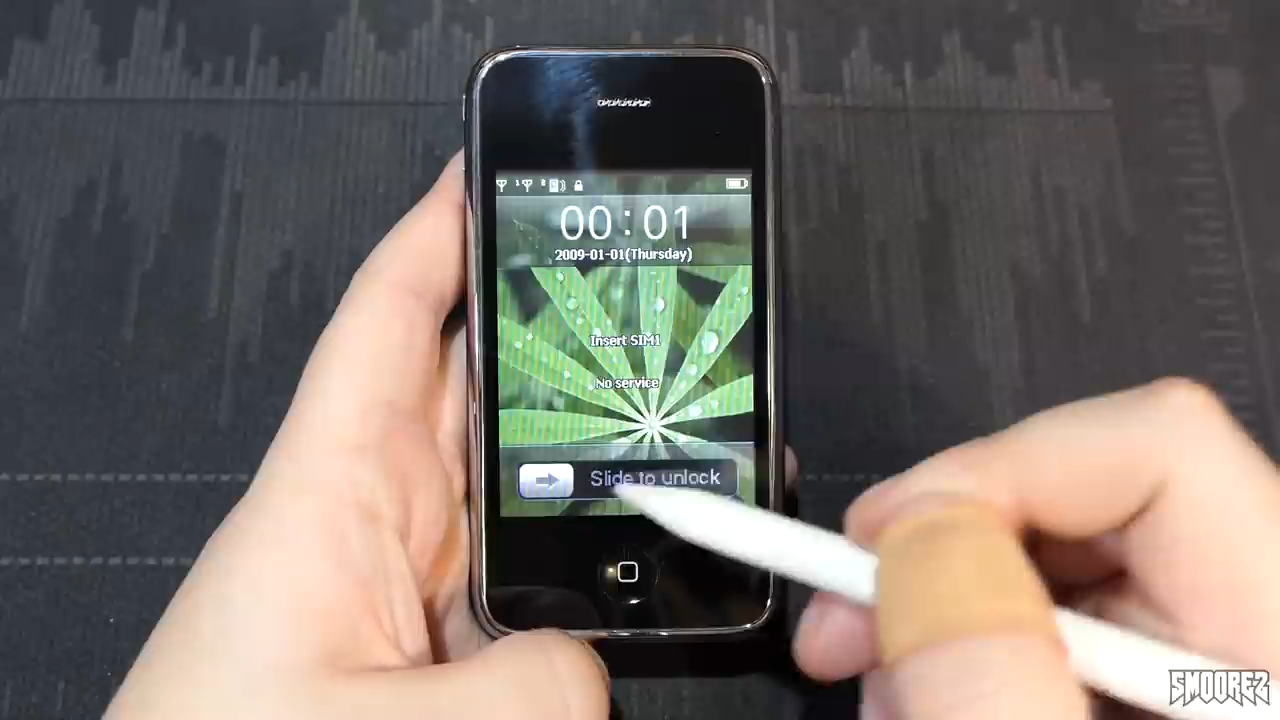 00:01
2009-01-01(Thursday)
Insert SIM1
No service
Slide to unlock
SMOOREZ